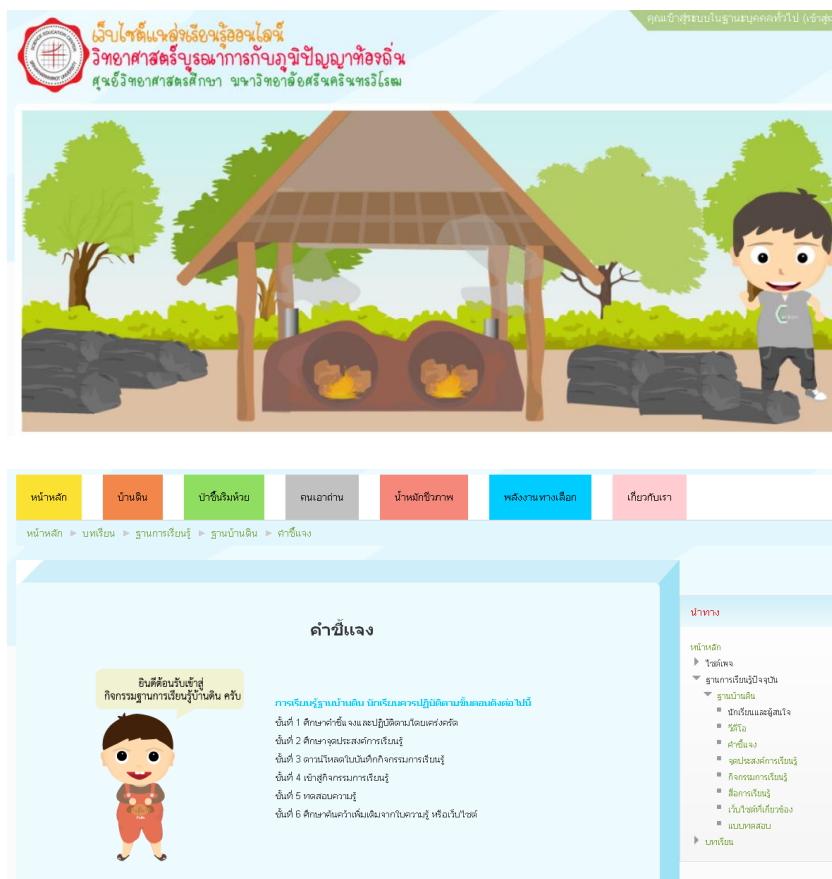 คุณเข้าสู่ระบบในฐานะบุคคลทั่วไป (เข้าสู่
เว็บไซต์แหล่งเรียนรู้ออนไลน์
วิทยาศาสตร์บูรณาการกับภูมิปัญญาท้องถิ่น
ศูนย์วิทยาศาสตรศึกษา มหาวิทยาลัยศรีนครินทรวิโรฒ
หน้าหลัก บ้านดิน ป่าชื้นริมห้วย คนเอาถ่าน น้ำหมักชีวภาพ พลังงานทางเลือก เกี่ยวกับเรา
หน้าหลัก ► บทเรียน ► ฐานการเรียนรู้ ► ฐานบ้านดิน ► คำชี้แจง
คำชี้แจง
ยินดีต้อนรับเข้าสู่
กิจกรรมฐานการเรียนรู้บ้านดิน ครับ
การเรียนรู้ฐานบ้านดิน นักเรียนควรปฏิบัติตามขั้นตอนดังต่อไปนี้
ขั้นที่ 1 ศึกษาคำชี้แจงและปฏิบัติตามโดยเคร่งครัด
ขั้นที่ 2 ศึกษาจุดประสงค์การเรียนรู้
ขั้นที่ 3 ดาวน์โหลดใบบันทึกกิจกรรมการเรียนรู้
ขั้นที่ 4 เข้าสู่กิจกรรมการเรียนรู้
ขั้นที่ 5 ทดสอบความรู้
ขั้นที่ 6 ศึกษาค้นคว้าเพิ่มเติมจากใบความรู้ หรือเว็บไซต์
นำทาง
หน้าหลัก
ไซต์เพจ
ฐานการเรียนรู้ปัจจุบัน
ฐานบ้านดิน
นักเรียนและผู้สนใจ
วีดีโอ
คำชี้แจง
จุดประสงค์การเรียนรู้
กิจกรรมการเรียนรู้
สื่อการเรียนรู้
เว็บไซต์ที่เกี่ยวข้อง
แบบทดสอบ
บทเรียน